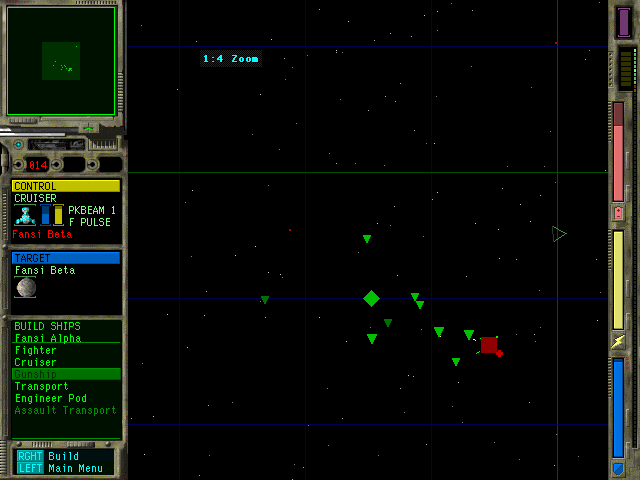 1:4 Zoom
014
CONTROL
CRUISER
PKBEAM 1
F PULSE
Fansi Beta
TARGET
Fansi Beta
BUILD SHIPS
Fansi Alpha
Fighter
Cruiser
Gunship
Transport
Engineer Pod
Assault Transport
RGHT Build
LEFT Main Menu